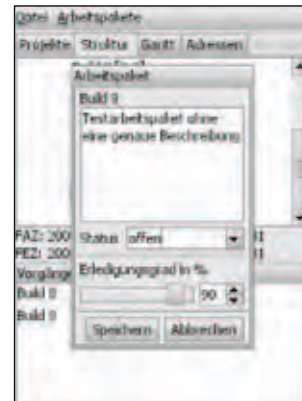 Datei Arbeitspakete
Projekte Struktur Gantt Adressen
Arbeitspaket
Build 9
Testarbeitspaket ohne
eine genaue Beschreibung
FAZ: 200
Status offen
FEZ: 200
Erledigungsgrad in %
Vorgänge
90
Build 8
Build 9
Speichern Abbrechen